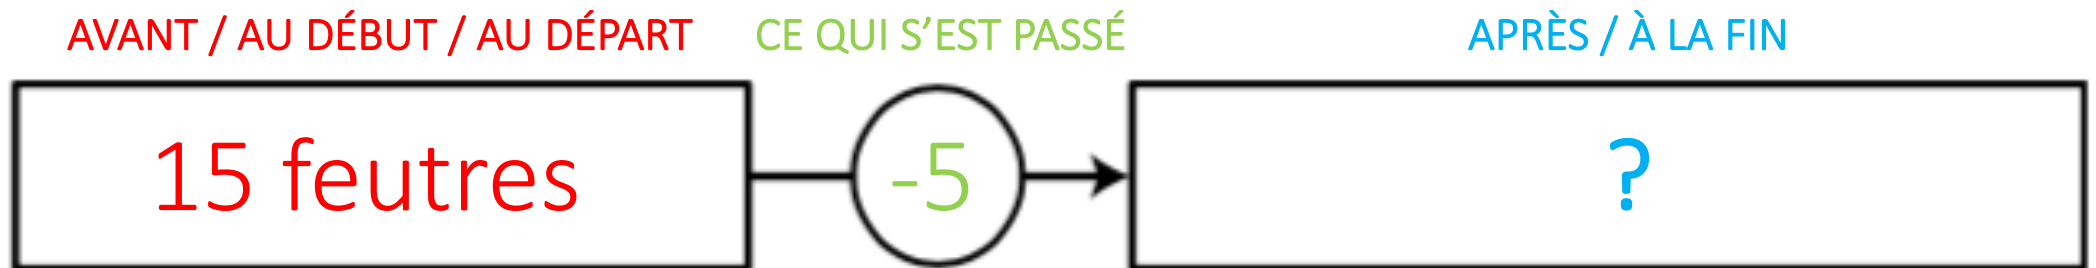 AVANT / AU DÉBUT / AU DÉPART CE QUI S’EST PASSÉ APRÈS / À LA FIN
15 feutres -5 ?